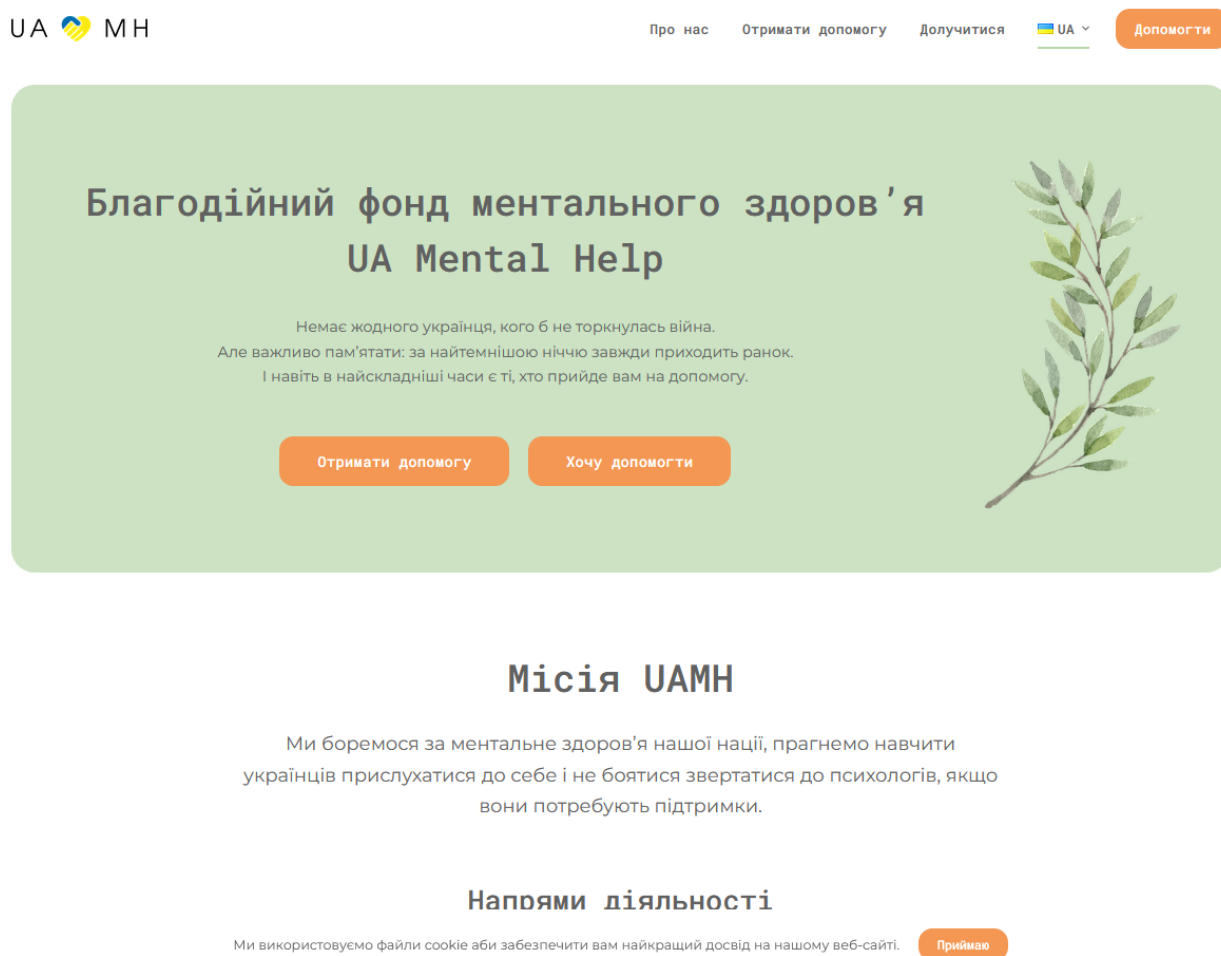 UA MH
Про нас Отримати допомогу Долучитися UA Допомогти
Благодійний фонд ментального здоров’я
UA Mental Help
Немає жодного українця, кого б не торкнулась війна.
Але важливо пам’ятати: за найтемнішою ніччю завжди приходить ранок.
І навіть в найскладніші часи є ті, хто прийде вам на допомогу.
Отримати допомогу Хочу допомогти
Місія UAMH
Ми боремося за ментальне здоров’я нашої нації, прагнемо навчити
українців прислухатися до себе і не боятися звертатися до психологів, якщо
вони потребують підтримки.
Напрями діяльності
Ми використовуємо файли cookie аби забезпечити вам найкращий досвід на нашому веб-сайті. Приймаю